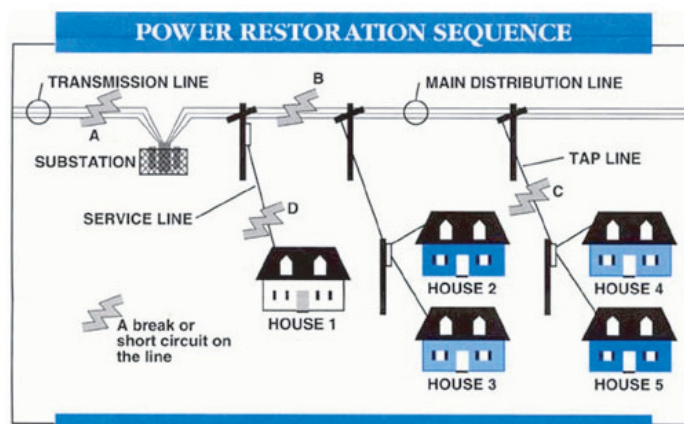 POWER RESTORATION SEQUENCE
B
TRANSMISSION LINE
MAIN DISTRIBUTION LINE
A
SUBSTATION
TAP LINE
C
SERVICE LINE
D
HOUSE 1
HOUSE 2
HOUSE 4
A break or
short circuit on
the line
HOUSE 3
HOUSE 5